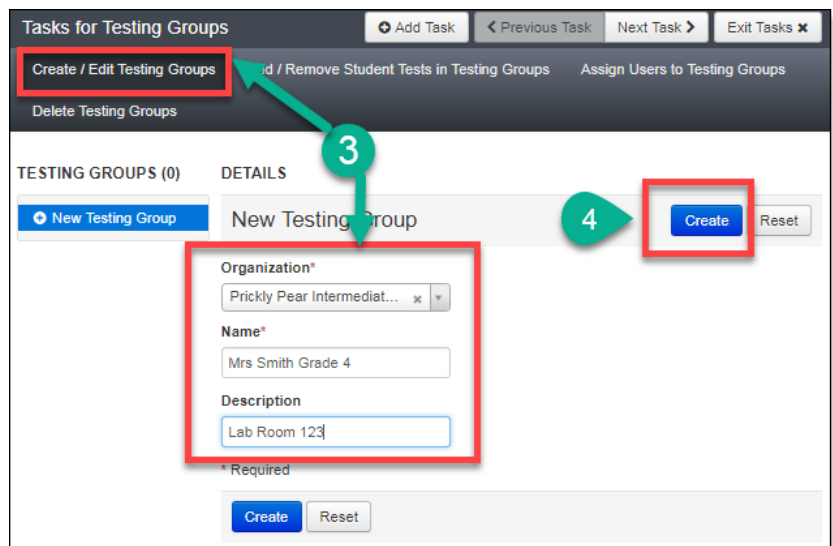 Tasks for Testing Groups Add Task Previous Task Next Task Exit Tasks
Create / Edit Testing Groups / Remove Student Tests in Testing Groups Assign Users to Testing Groups
Delete Testing Groups
3
TESTING GROUPS (0) DETAILS
New Testing Group New Testing Group 4 Create Reset
Organization*
Prickly Pear Intermediat...
Name*
Mrs Smith Grade 4
Description
Lab Room 123
* Required
Create Reset